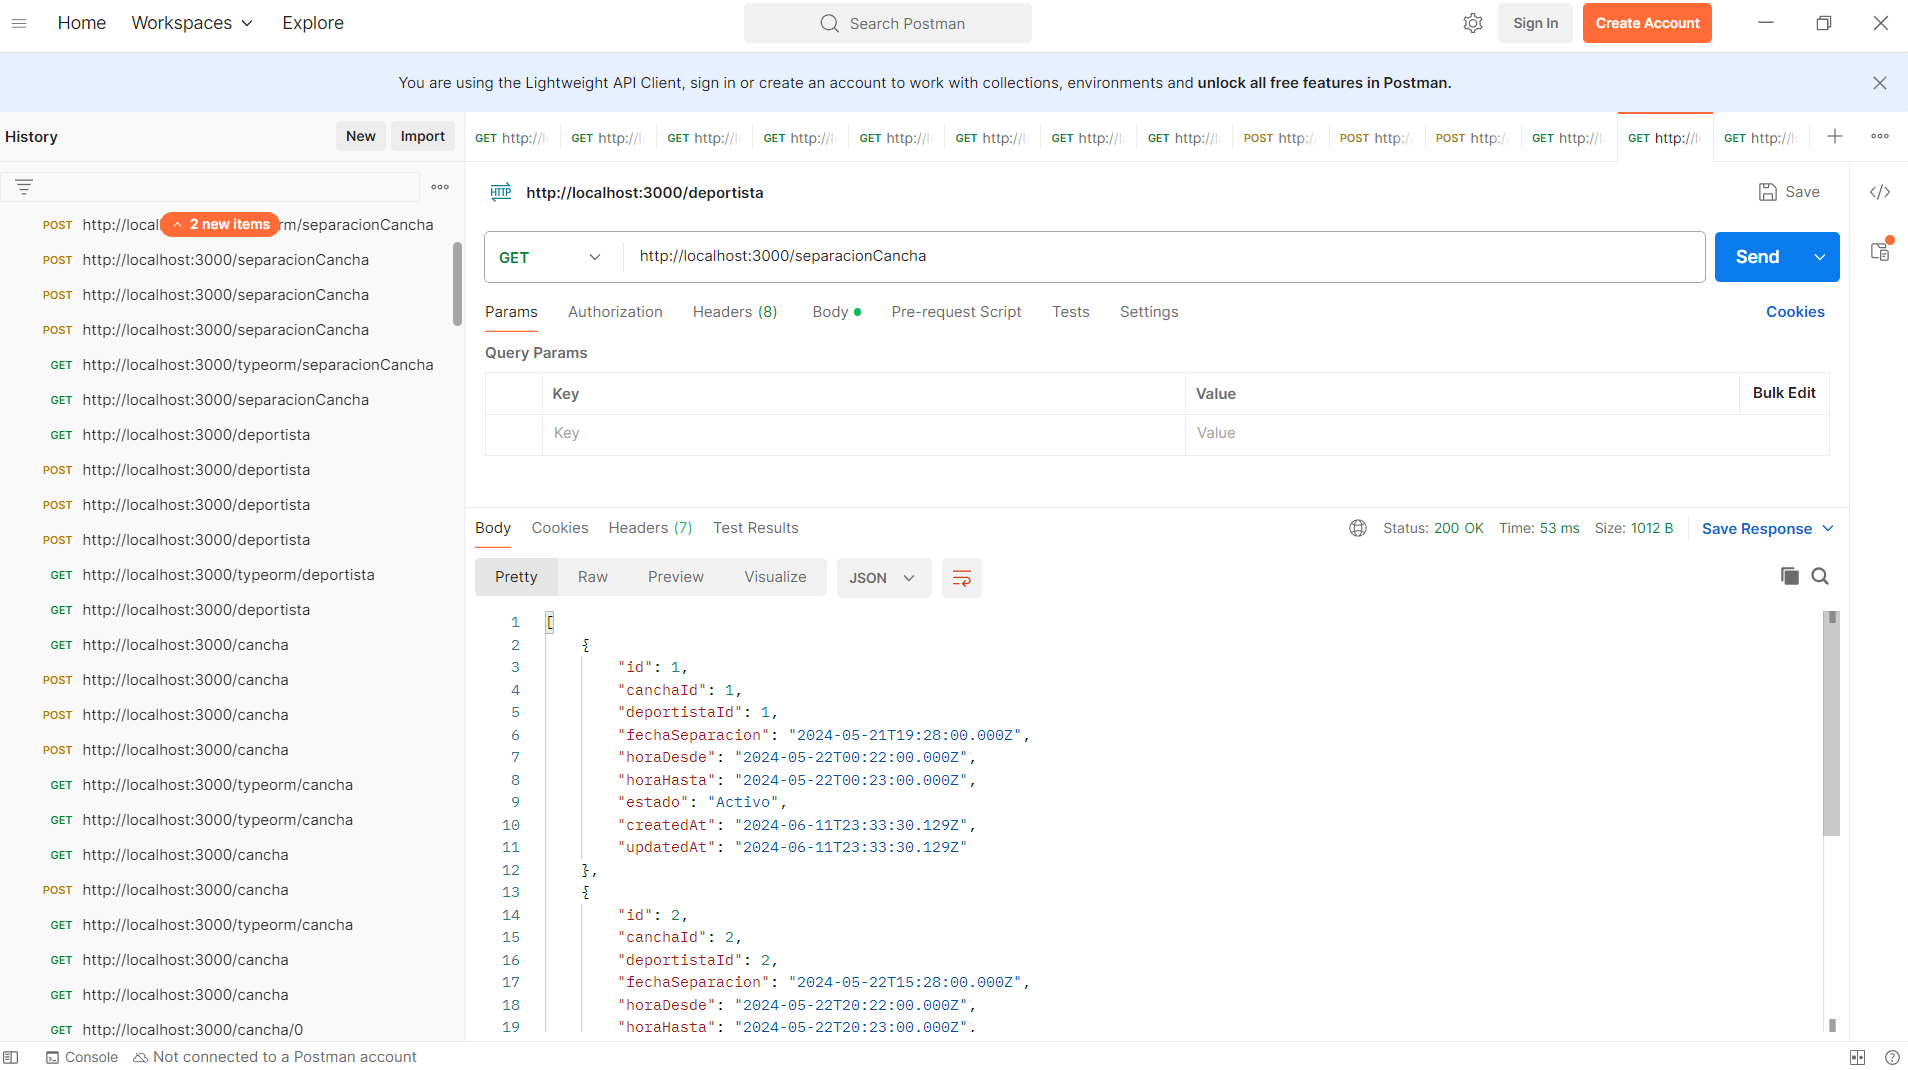 Home Workspaces Explore Search Postman Sign In Create Account
You are using the Lightweight API Client, sign in or create an account to work with collections, environments and unlock all free features in Postman.
History New Import
GET http://l GET http://l GET http://l GET http://l GET http://l GET http://l GET http://l GET http://l POST http:/ POST http:/ POST http:/ GET http://l GET http://l GET http://l
http://localhost:3000/deportista Save
2 new items
POST http://local rm/separacionCancha
POST http://localhost:3000/separacionCancha
POST http://localhost:3000/separacionCancha
POST http://localhost:3000/separacionCancha
GET http://localhost:3000/typeorm/separacionCancha
GET http://localhost:3000/separacionCancha
GET http://localhost:3000/deportista
POST http://localhost:3000/deportista
POST http://localhost:3000/deportista
POST http://localhost:3000/deportista
GET http://localhost:3000/typeorm/deportista
GET http://localhost:3000/deportista
GET http://localhost:3000/cancha
POST http://localhost:3000/cancha
POST http://localhost:3000/cancha
POST http://localhost:3000/cancha
GET http://localhost:3000/typeorm/cancha
GET http://localhost:3000/typeorm/cancha
GET http://localhost:3000/cancha
POST http://localhost:3000/cancha
GET http://localhost:3000/typeorm/cancha
GET http://localhost:3000/cancha
GET http://localhost:3000/cancha
GET http://localhost:3000/cancha/0
GET http://localhost:3000/separacionCancha Send
Params Authorization Headers (8) Body Pre-request Script Tests Settings Cookies
Query Params
Key Value Bulk Edit
Key Value
Body Cookies Headers (7) Test Results Status: 200 OK Time: 53 ms Size: 1012 B Save Response
Pretty Raw Preview Visualize JSON
1 [
2 {
3 "id": 1,
4 "canchaId": 1,
5 "deportistaId": 1,
6 "fechaSeparacion": "2024-05-21T19:28:00.000Z",
7 "horaDesde": "2024-05-22T00:22:00.000Z",
8 "horaHasta": "2024-05-22T00:23:00.000Z",
9 "estado": "Activo",
10 "createdAt": "2024-06-11T23:33:30.129Z",
11 "updatedAt": "2024-06-11T23:33:30.129Z"
12 },
13 {
14 "id": 2,
15 "canchaId": 2,
16 "deportistaId": 2,
17 "fechaSeparacion": "2024-05-22T15:28:00.000Z",
18 "horaDesde": "2024-05-22T20:22:00.000Z",
19 "horaHasta": "2024-05-22T20:23:00.000Z",
Console Not connected to a Postman account